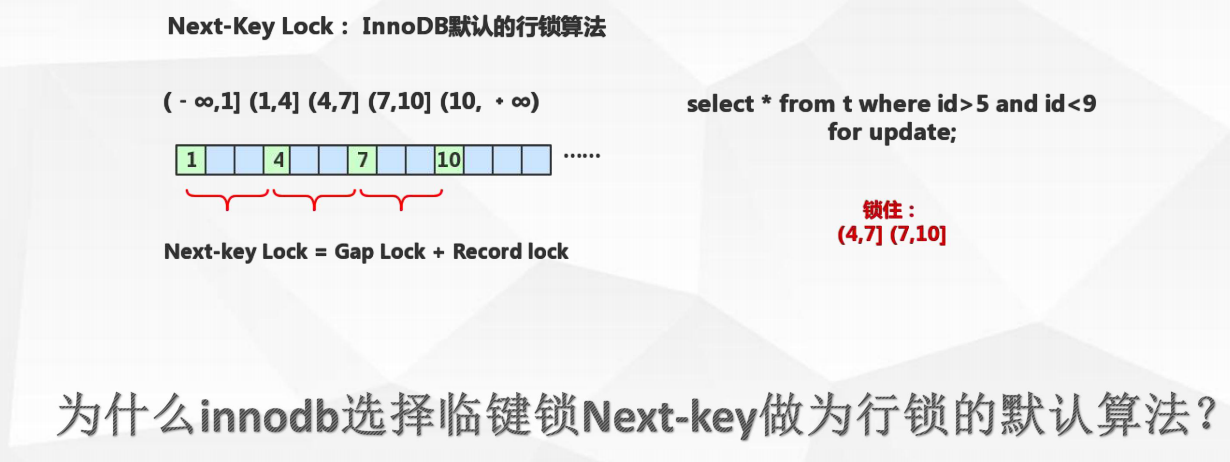 Next-Key Lock： InnoDB默认的行锁算法
(－∞,1] (1,4] (4,7] (7,10] (10, ＋∞)
select * from t where id>5 and id<9
for update;
1 4 7 10 ......
锁住：
(4,7] (7,10]
Next-key Lock = Gap Lock + Record lock
为什么innodb选择临键锁Next-key做为行锁的默认算法？